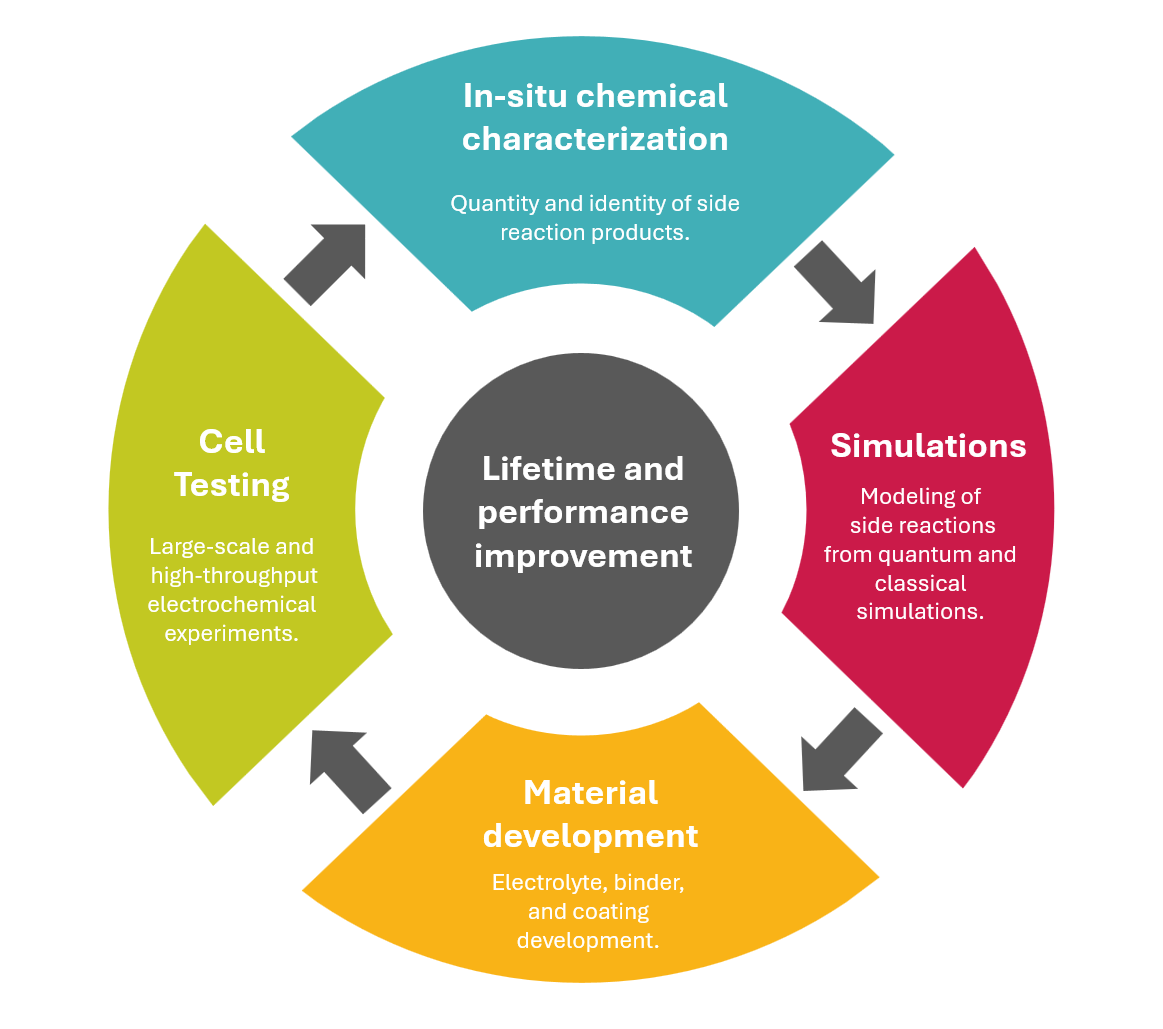 In-situ chemical
characterization
Quantity and identity of side
reaction products.
Simulations
Modeling of
side reactions
from quantum and
classical
simulations.
Material
development
Electrolyte, binder,
and coating
development.
Cell
Testing
Large-scale and
high-throughput
electrochemical
experiments.
Lifetime and
performance
improvement